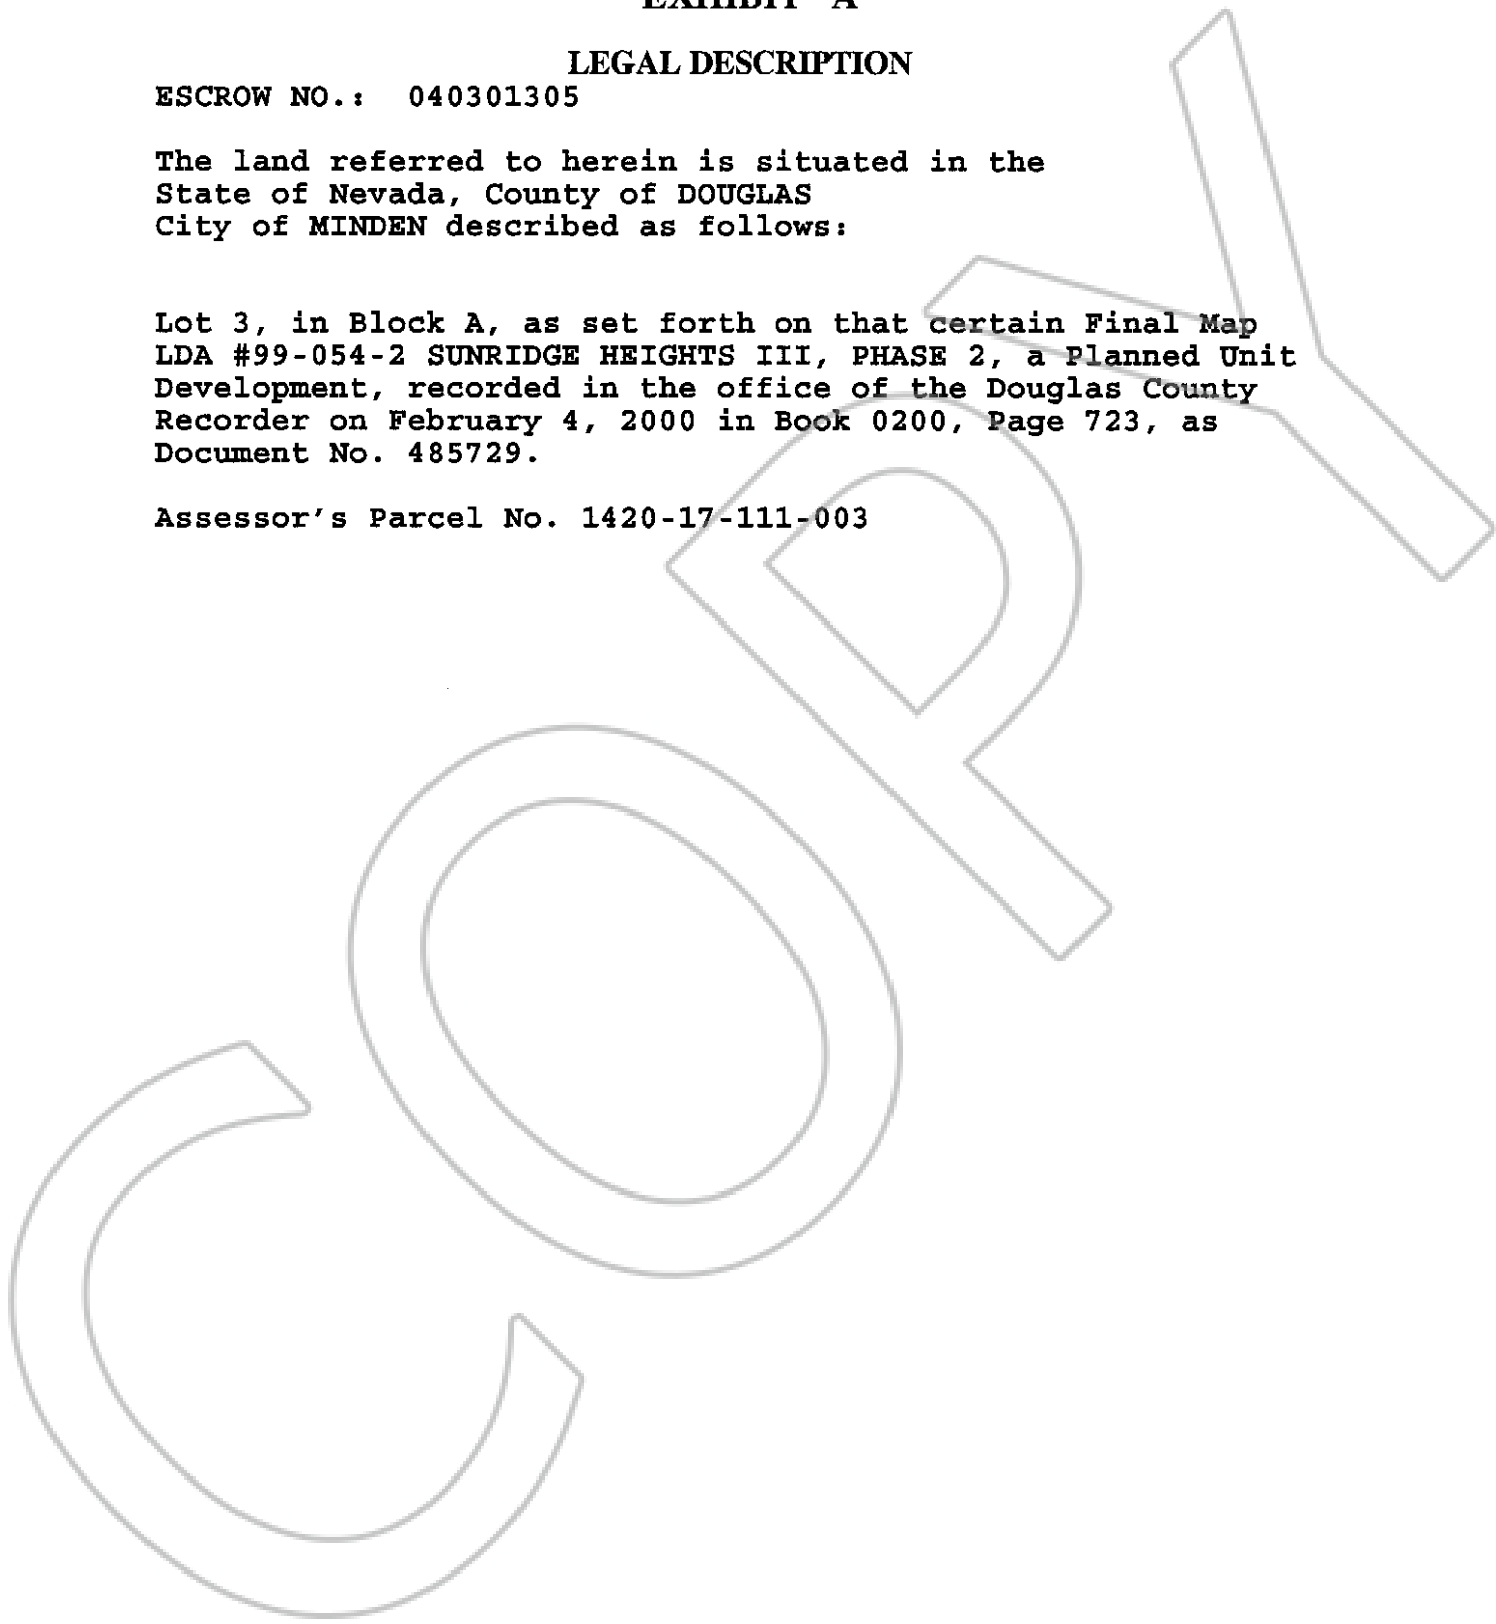 EXHIBIT "A"
LEGAL DESCRIPTION
ESCROW NO.: 040301305
The land referred to herein is situated in the
State of Nevada, County of DOUGLAS
City of MINDEN described as follows:
Lot 3, in Block A, as set forth on that certain Final Map
LDA #99-054-2 SUNRIDGE HEIGHTS III, PHASE 2, a Planned Unit
Development, recorded in the office of the Douglas County
Recorder on February 4, 2000 in Book 0200, Page 723, as
Document No. 485729.
Assessor's Parcel No. 1420-17-111-003
COPY